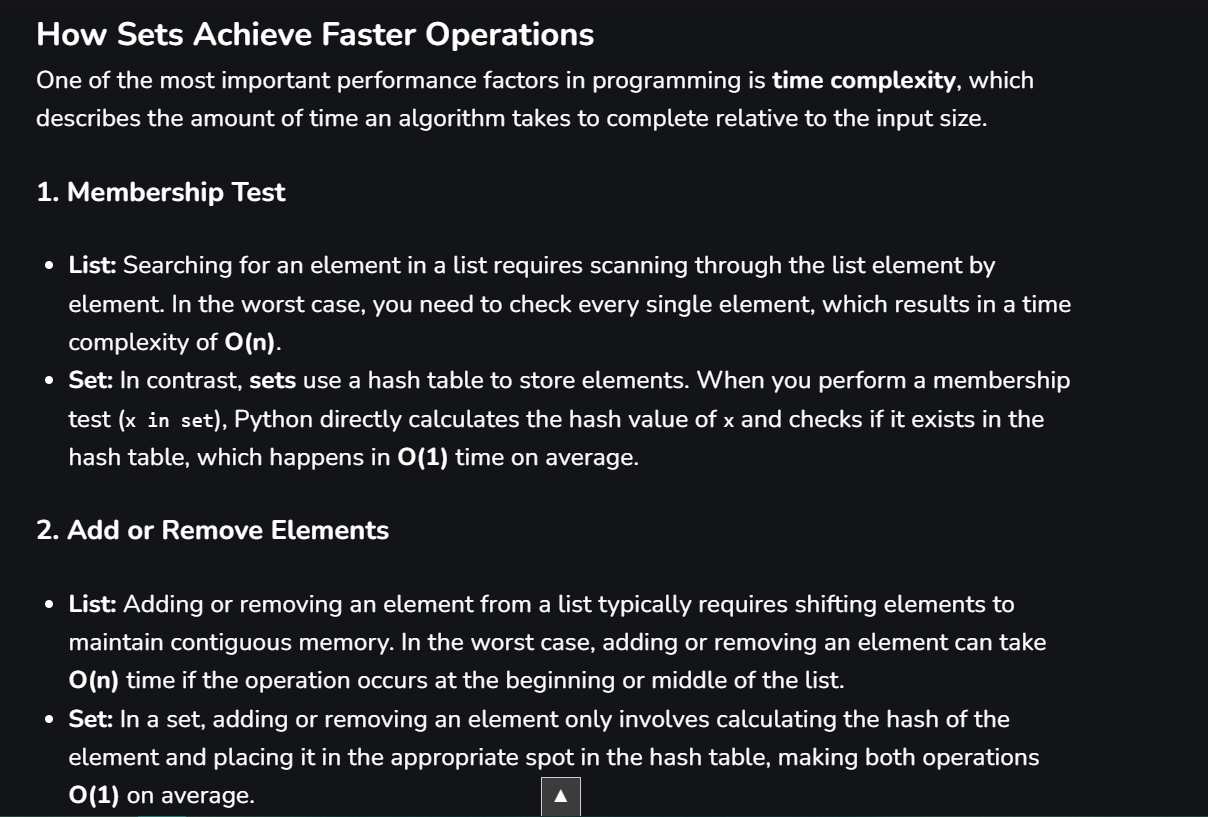 How Sets Achieve Faster Operations
One of the most important performance factors in programming is time complexity, which
describes the amount of time an algorithm takes to complete relative to the input size.
1. Membership Test
• List: Searching for an element in a list requires scanning through the list element by
element. In the worst case, you need to check every single element, which results in a time
complexity of O(n).
• Set: In contrast, sets use a hash table to store elements. When you perform a membership
test (x in set), Python directly calculates the hash value of x and checks if it exists in the
hash table, which happens in O(1) time on average.
2. Add or Remove Elements
• List: Adding or removing an element from a list typically requires shifting elements to
maintain contiguous memory. In the worst case, adding or removing an element can take
O(n) time if the operation occurs at the beginning or middle of the list.
• Set: In a set, adding or removing an element only involves calculating the hash of the
element and placing it in the appropriate spot in the hash table, making both operations
O(1) on average.